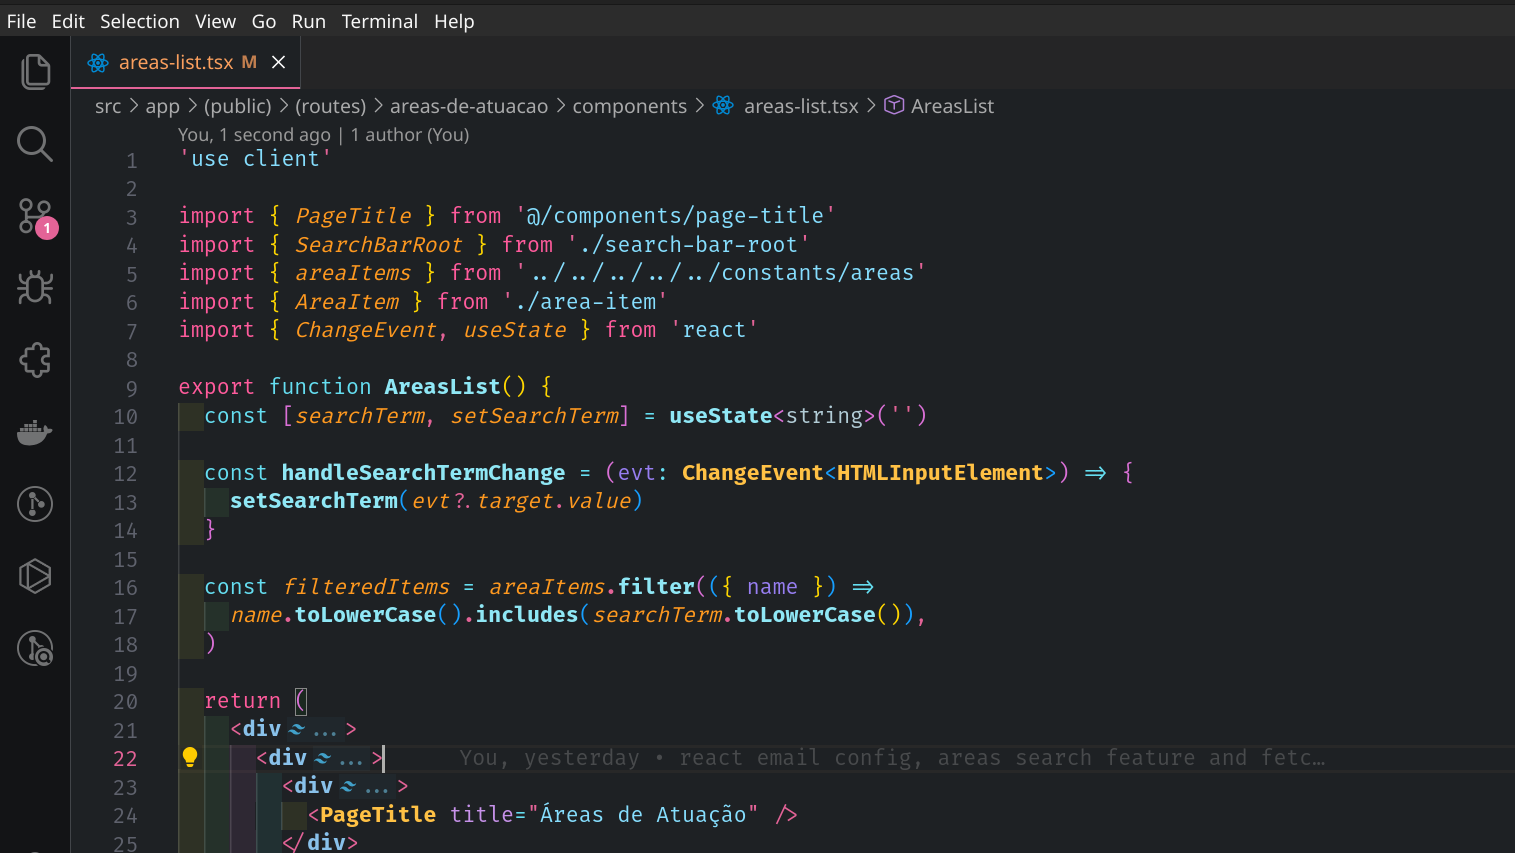 File Edit Selection View Go Run Terminal Help
areas-list.tsx M
src > app > (public) > (routes) > areas-de-atuacao > components > areas-list.tsx > AreasList
You, 1 second ago | 1 author (You)
1 'use client'
2
3 import { PageTitle } from '@/components/page-title'
4 import { SearchBarRoot } from './search-bar-root'
5 import { areaItems } from '../../../../../constants/areas'
6 import { AreaItem } from './area-item'
7 import { ChangeEvent, useState } from 'react'
8
9 export function AreasList() {
10 const [searchTerm, setSearchTerm] = useState<string>('')
11
12 const handleSearchTermChange = (evt: ChangeEvent<HTMLInputElement>) => {
13 setSearchTerm(evt?.target.value)
14 }
15
16 const filteredItems = areaItems.filter(({ name }) =>
17 name.toLowerCase().includes(searchTerm.toLowerCase()),
18 )
19
20 return (
21 <div ...>
22 <div ...> You, yesterday • react email config, areas search feature and fetc…
23 <div ...>
24 <PageTitle title="Áreas de Atuação" />
25 </div>
1